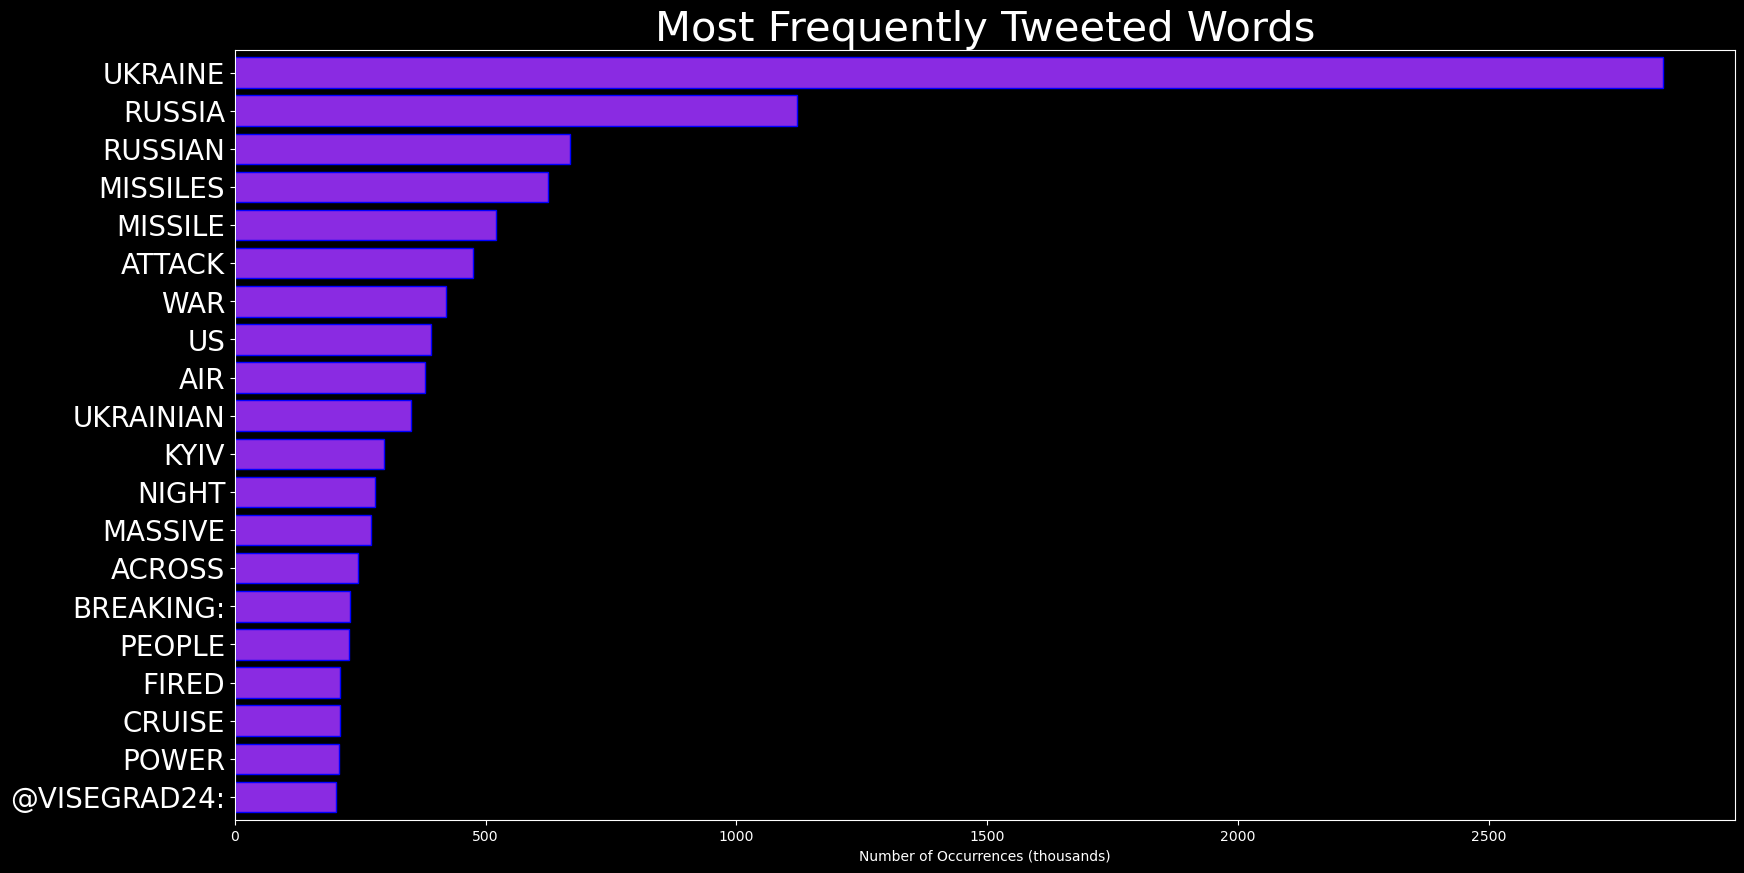 Most Frequently Tweeted Words
UKRAINE
RUSSIA
RUSSIAN
MISSILES
MISSILE
ATTACK
WAR
US
AIR
UKRAINIAN
KYIV
NIGHT
MASSIVE
ACROSS
BREAKING:
PEOPLE
FIRED
CRUISE
POWER
@VISEGRAD24:
0 500 1000 1500 2000 2500
Number of Occurrences (thousands)